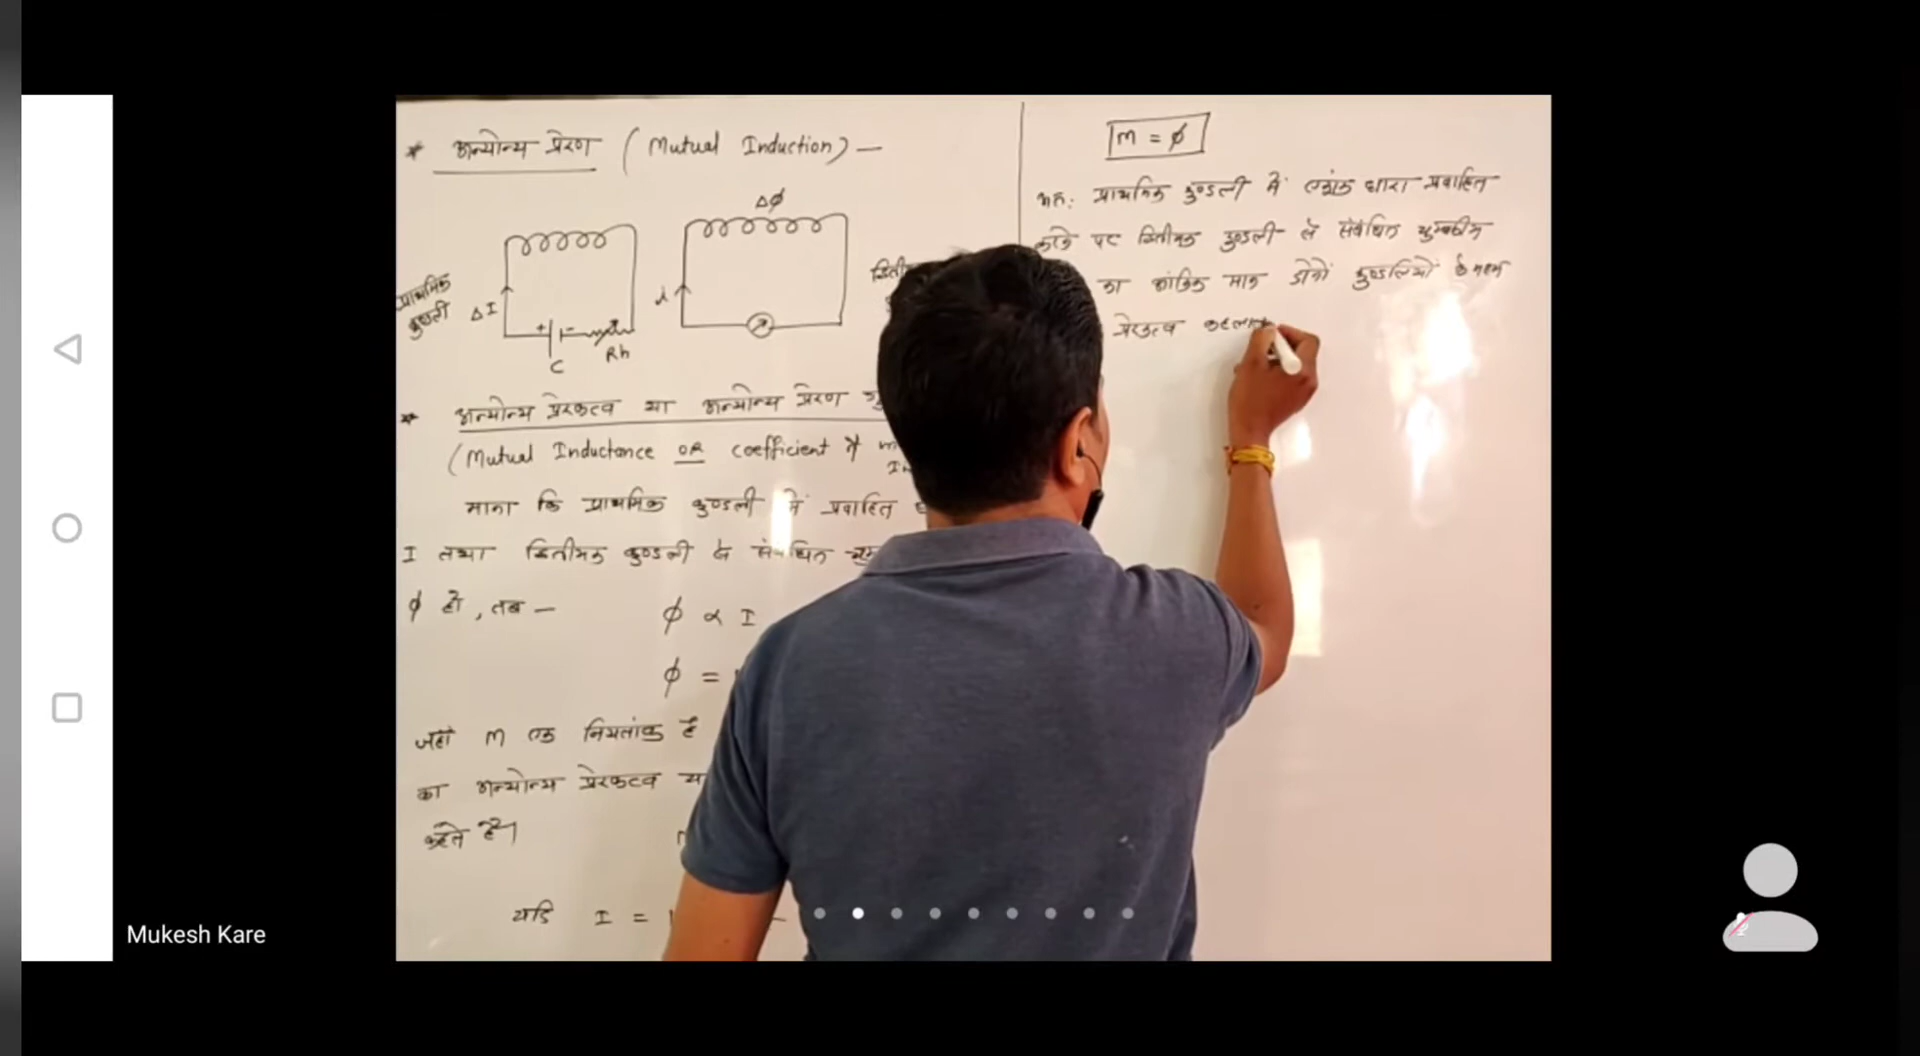 * अन्योन्य प्रेरण ( Mutual Induction ) —
Δφ
प्राथमिक
कुण्डली
ΔI
i
+ -
C
Rh
* अन्योन्य प्रेरकत्व या अन्योन्य प्रेरण
( Mutual Inductance OR coefficient of
माना कि प्राथमिक कुण्डली में प्रवाहित
I तथा द्वितीयक कुण्डली से संबंधित
φ हो , तब —
φ ∝ I
φ =
जहाँ M एक नियतांक है
का अन्योन्य प्रेरकत्व
कहते है।
यदि I = 1
M = φ
अतः प्राथमिक कुण्डली में एकांक धारा प्रवाहित
करने पर द्वितीयक कुण्डली से संबंधित चुम्बकीय
का आंकिक मान दोनों कुण्डलियों के मध्य
प्रेरकत्व कहलाता
Mukesh Kare